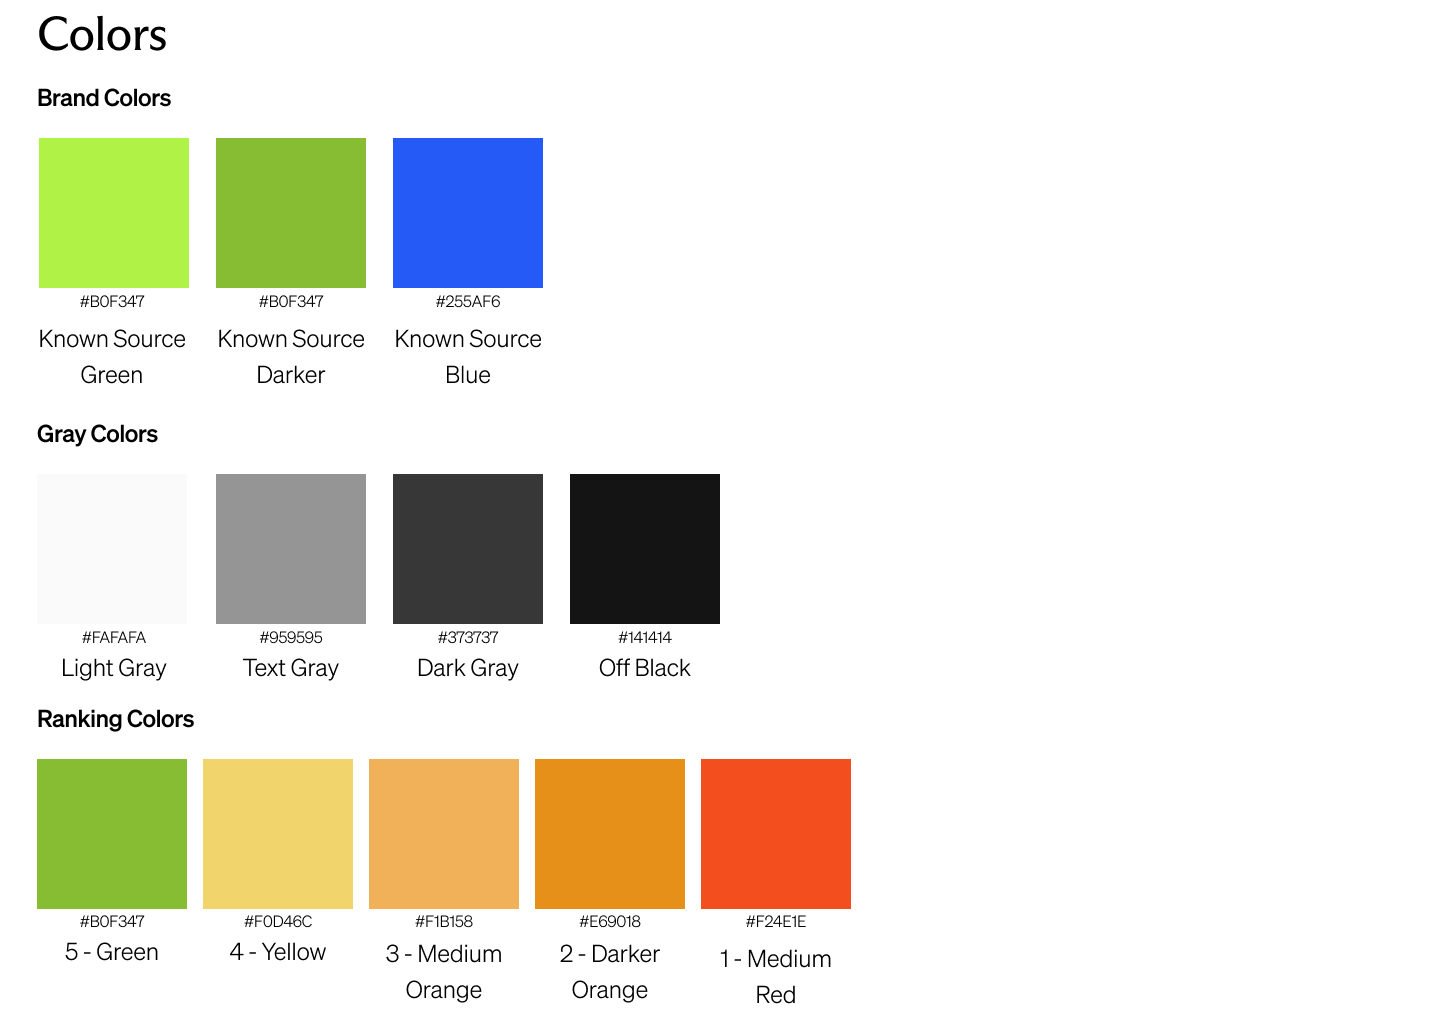 Colors
Brand Colors
#B0F347
Known Source
Green
#B0F347
Known Source
Darker
#255AF6
Known Source
Blue
Gray Colors
#FAFAFA
Light Gray
#959595
Text Gray
#373737
Dark Gray
#141414
Off Black
Ranking Colors
#B0F347
5 - Green
#F0D46C
4 - Yellow
#F1B158
3 - Medium
Orange
#E69018
2 - Darker
Orange
#F24E1E
1 - Medium
Red